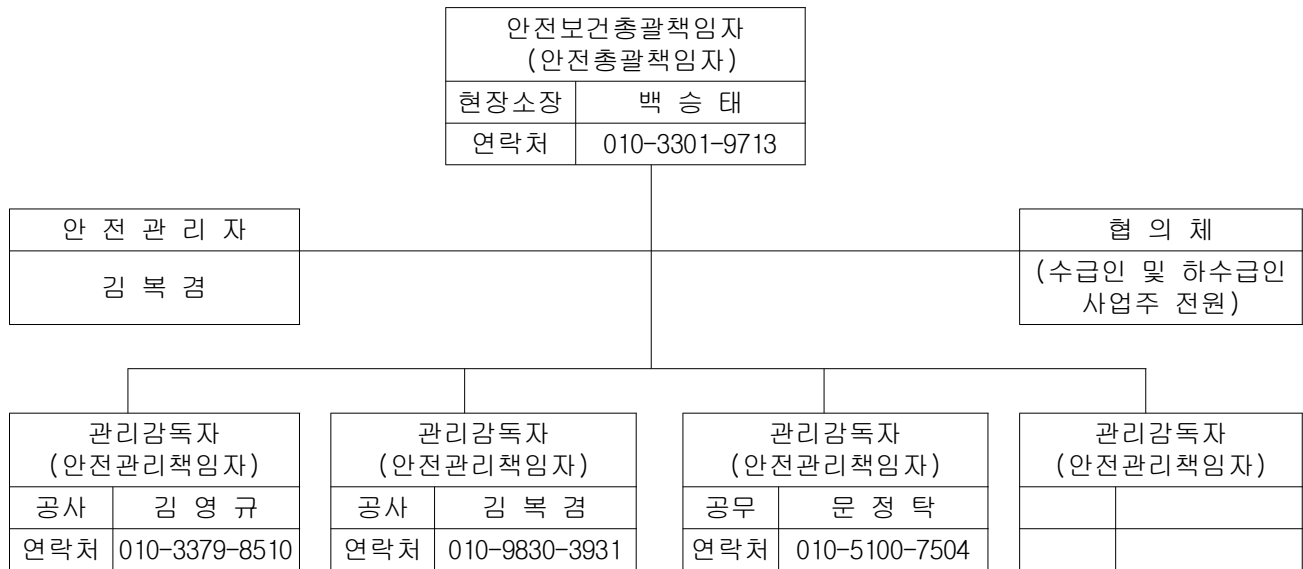 안전보건총괄책임자
(안전총괄책임자)
현장소장 백 승 태
연락처 010-3301-9713
안 전 관 리 자
김 복 겸
협 의 체
(수급인 및 하수급인
사업주 전원)
관리감독자
(안전관리책임자)
공사 김 영 규
연락처 010-3379-8510
관리감독자
(안전관리책임자)
공사 김 복 겸
연락처 010-9830-3931
관리감독자
(안전관리책임자)
공무 문 정 탁
연락처 010-5100-7504
관리감독자
(안전관리책임자)